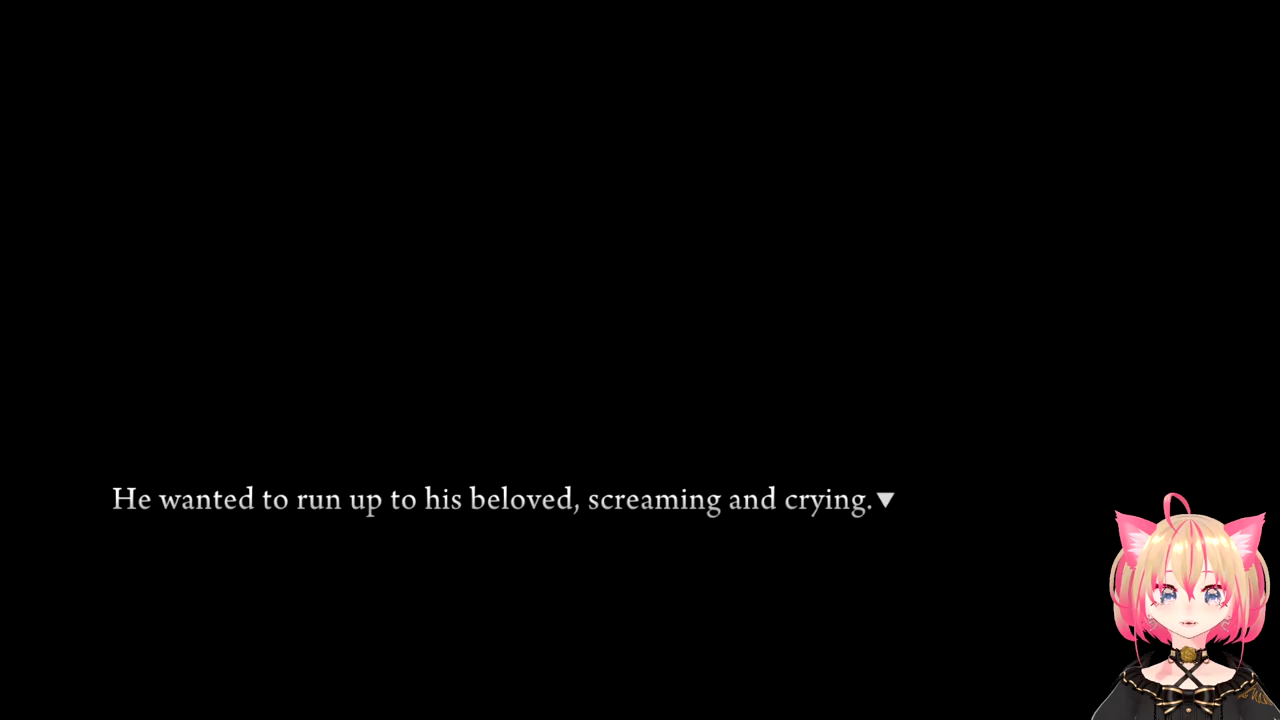 He wanted to run up to his beloved, screaming and crying.▼